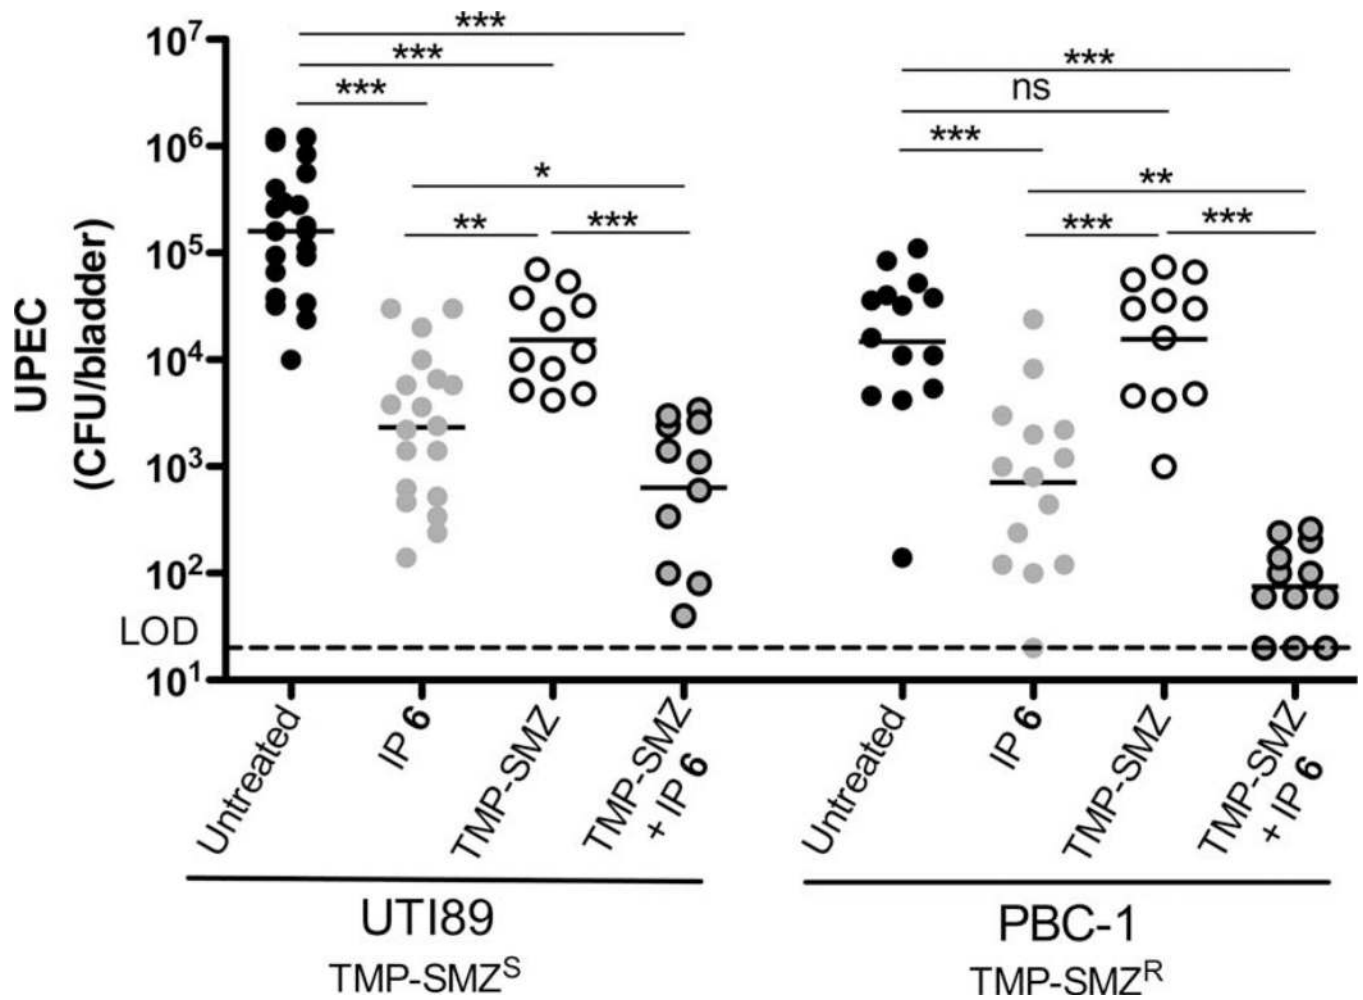 ***
***
***
***
ns
***
*
**
**
***
***
***
10⁷
10⁶
10⁵
10⁴
10³
10²
10¹
LOD
UPEC
(CFU/bladder)
Untreated
IP 6
TMP-SMZ
TMP-SMZ
+ IP 6
Untreated
IP 6
TMP-SMZ
TMP-SMZ
+ IP 6
UTI89
TMP-SMZˢ
PBC-1
TMP-SMZᴿ